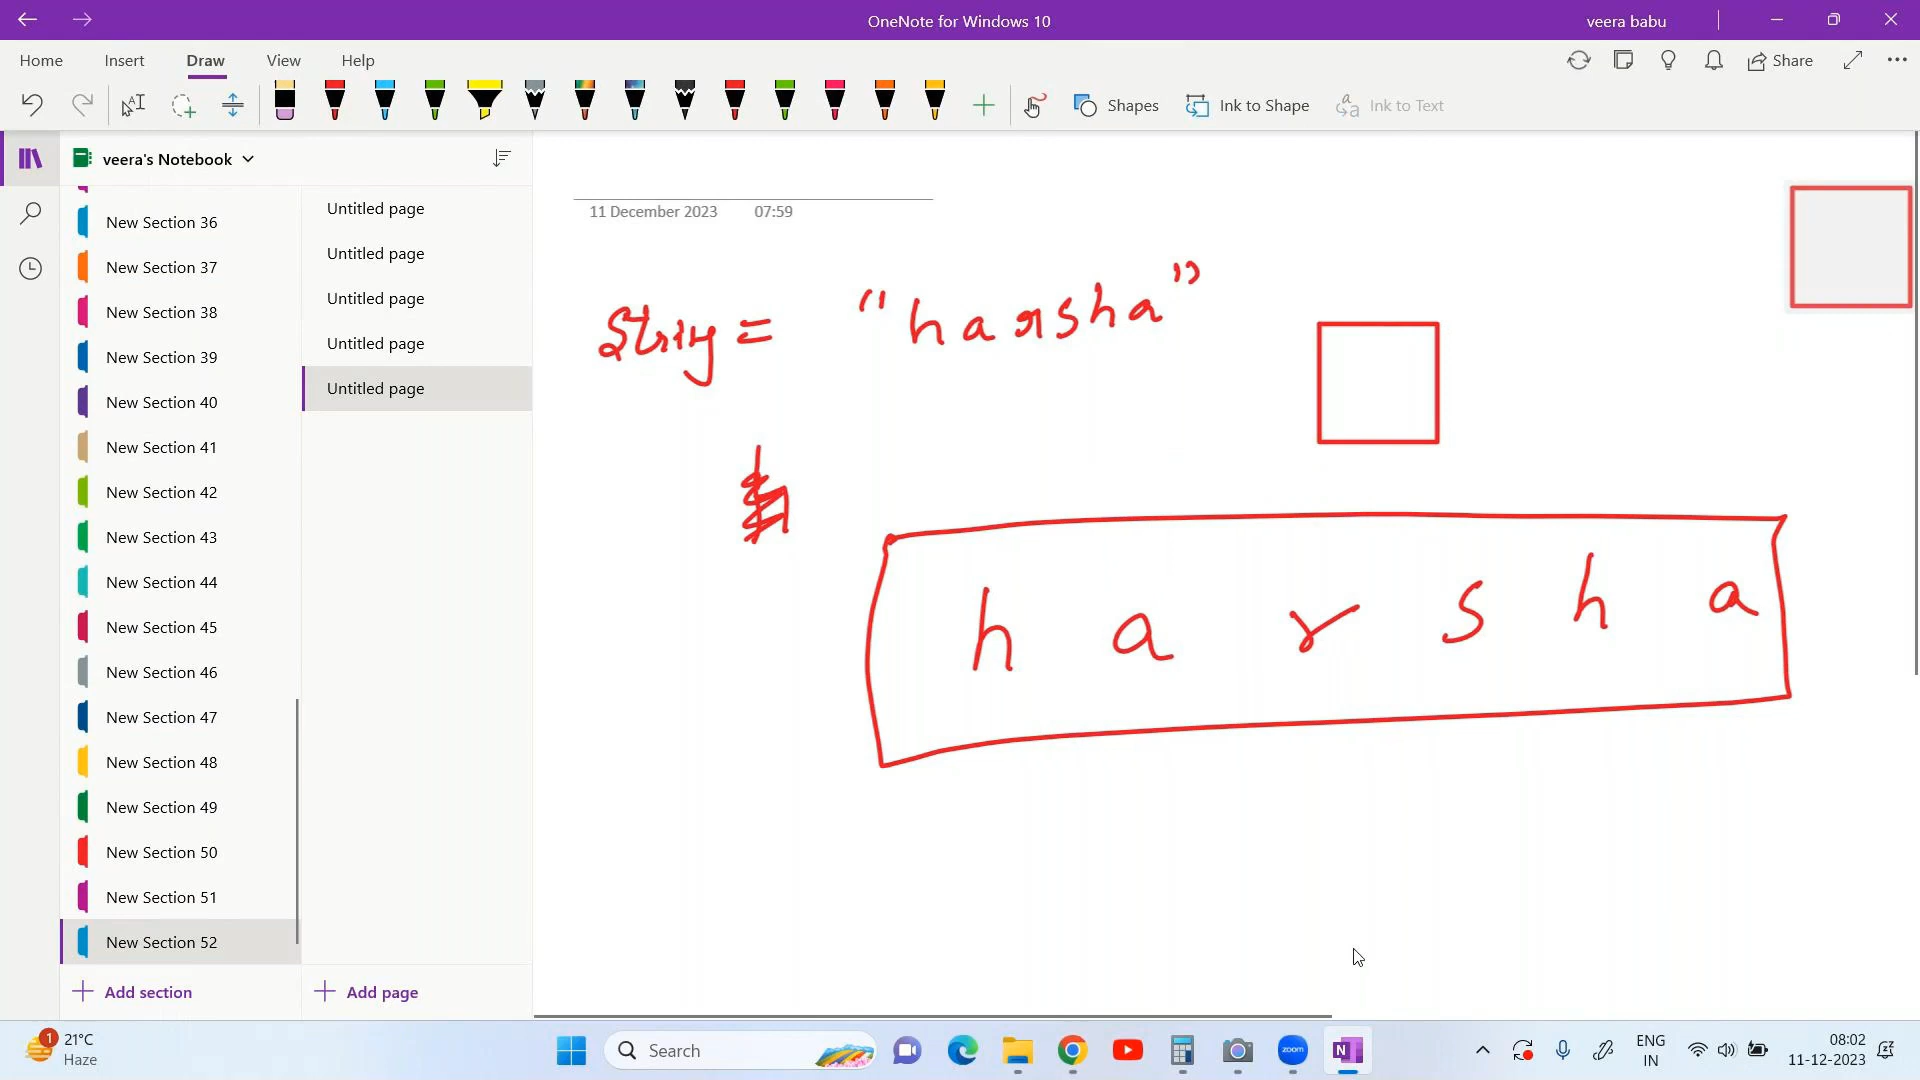 OneNote for Windows 10
veera babu
Home Insert Draw View Help
Share
Shapes Ink to Shape Ink to Text
veera's Notebook
New Section 36
New Section 37
New Section 38
New Section 39
New Section 40
New Section 41
New Section 42
New Section 43
New Section 44
New Section 45
New Section 46
New Section 47
New Section 48
New Section 49
New Section 50
New Section 51
New Section 52
Add section
Untitled page
Untitled page
Untitled page
Untitled page
Untitled page
Add page
11 December 2023 07:59
String = "harsha"
h a r s h a
1 21°C
Haze
Search
zoom
ENG
IN
08:02
11-12-2023